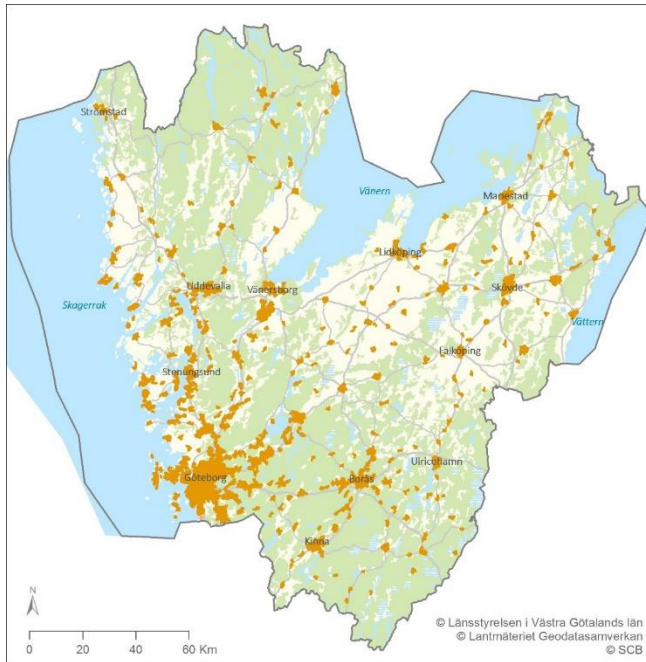 Strömstad
Vänern
Mariestad
Lidköping
Uddevalla
Vänersborg
Skövde
Skagerrak
Vättern
Falköping
Stenungsund
Ulricehamn
Göteborg
Borås
Kinna
N
0 20 40 60 Km
© Länsstyrelsen i Västra Götalands län
© Lantmäteriet Geodatasamverkan
© SCB